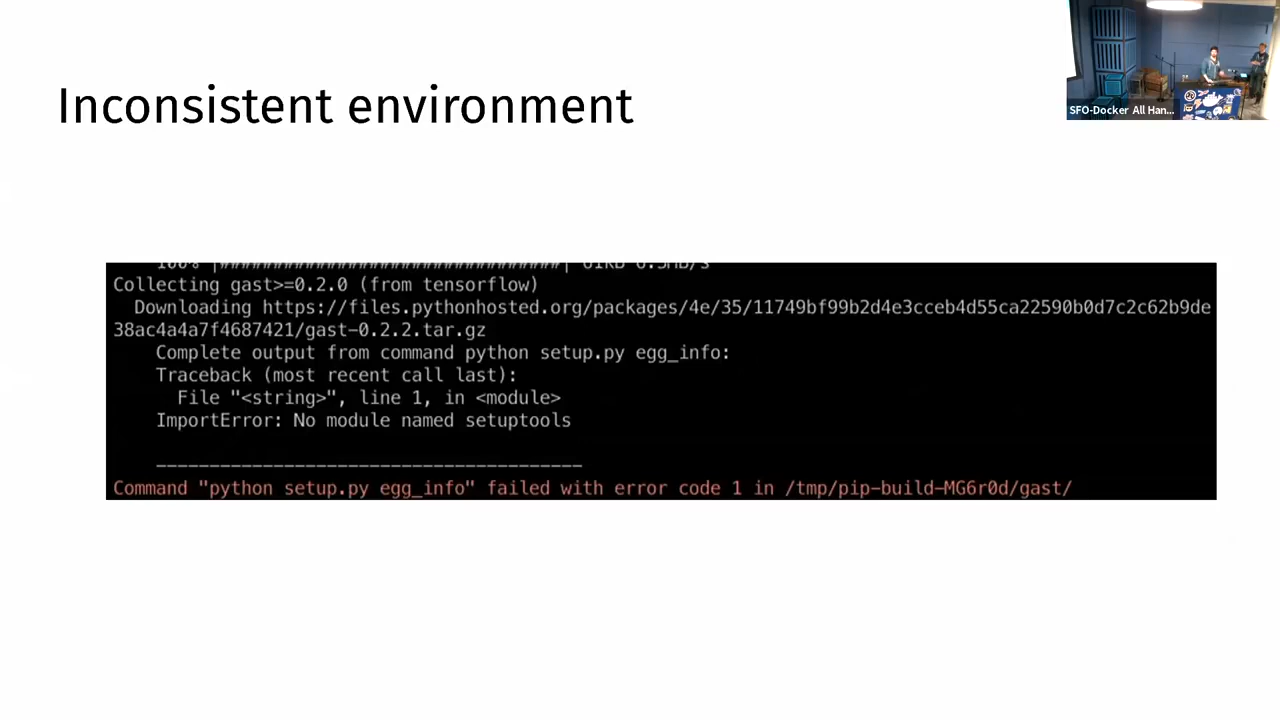 Inconsistent environment
SFO-Docker All Han...
Collecting gast>=0.2.0 (from tensorflow)
Downloading https://files.pythonhosted.org/packages/4e/35/11749bf99b2d4e3cceb4d55ca22590b0d7c2c62b9de
38ac4a4a7f4687421/gast-0.2.2.tar.gz
Complete output from command python setup.py egg_info:
Traceback (most recent call last):
File "<string>", line 1, in <module>
ImportError: No module named setuptools
----------------------------------------
Command "python setup.py egg_info" failed with error code 1 in /tmp/pip-build-MG6r0d/gast/